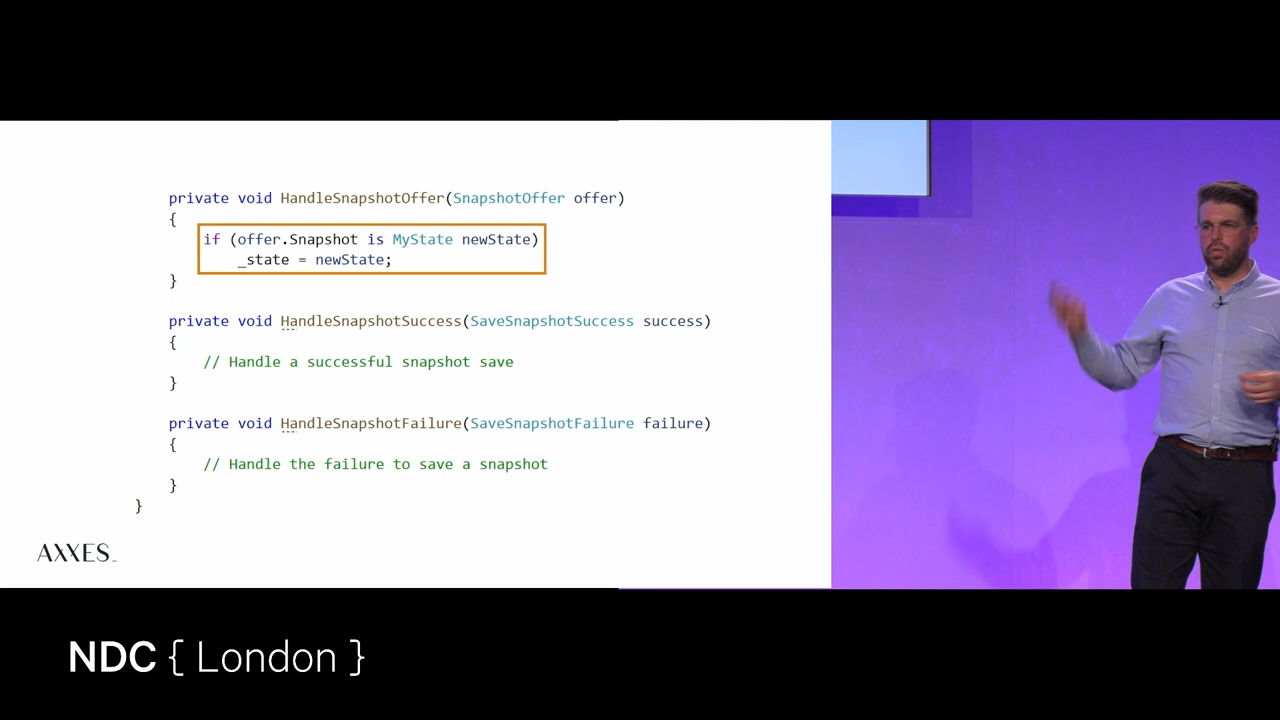 private void HandleSnapshotOffer(SnapshotOffer offer)
{
if (offer.Snapshot is MyState newState)
_state = newState;
}
private void HandleSnapshotSuccess(SaveSnapshotSuccess success)
{
// Handle a successful snapshot save
}
private void HandleSnapshotFailure(SaveSnapshotFailure failure)
{
// Handle the failure to save a snapshot
}
}
AXXES_
NDC { London }